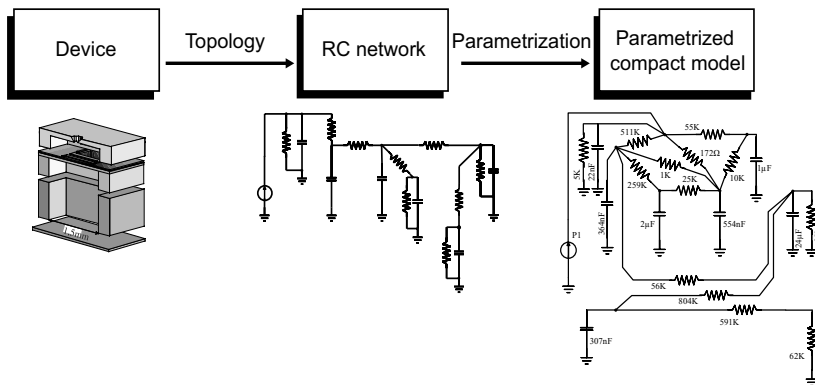 Device
Topology
RC network
Parametrization
Parametrized
compact model
1.5mm
55K
511K
172Ω
5K
22nF
1K
10K
1µF
25K
259K
364nF
2µF
554nF
24µF
P1
56K
804K
591K
307nF
62K